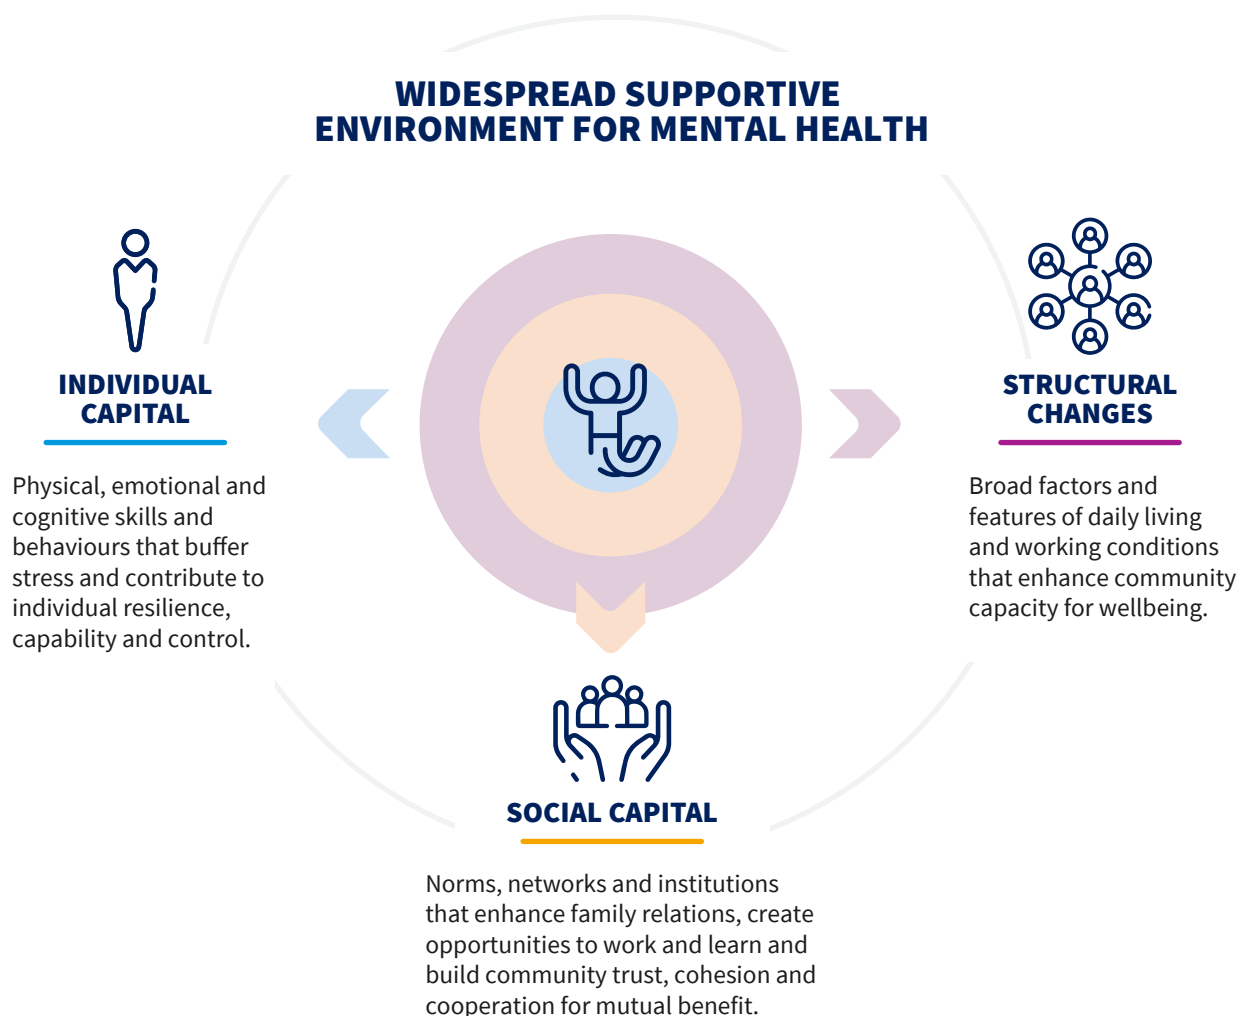 WIDESPREAD SUPPORTIVE
ENVIRONMENT FOR MENTAL HEALTH
INDIVIDUAL
CAPITAL
Physical, emotional and
cognitive skills and
behaviours that buffer
stress and contribute to
individual resilience,
capability and control.
STRUCTURAL
CHANGES
Broad factors and
features of daily living
and working conditions
that enhance community
capacity for wellbeing.
SOCIAL CAPITAL
Norms, networks and institutions
that enhance family relations, create
opportunities to work and learn and
build community trust, cohesion and
cooperation for mutual benefit.